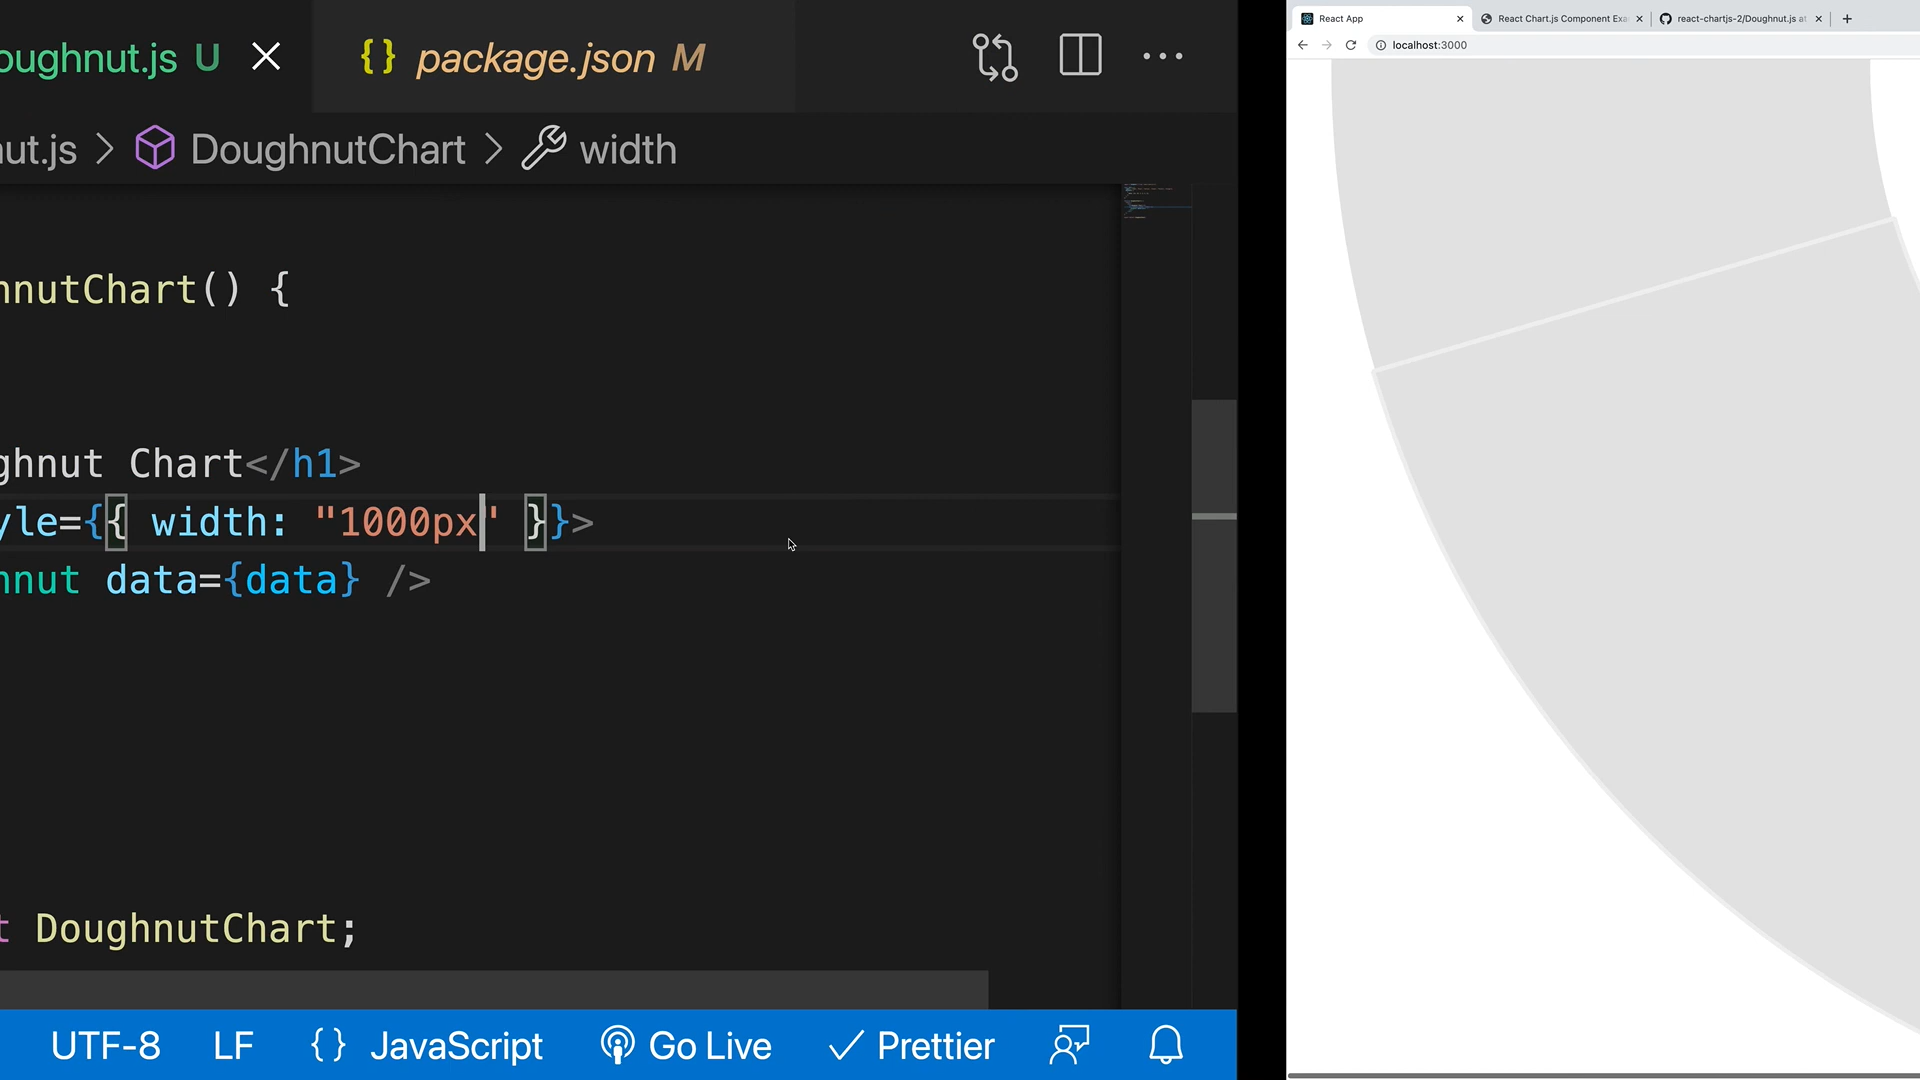 oughnut.js U
{} package.json M
nut.js > DoughnutChart > width
nnutChart() {
ghnut Chart</h1>
yle={{ width: "1000px" }}>
nnut data={data} />
t DoughnutChart;
UTF-8 LF {} JavaScript Go Live Prettier
React App
React Chart.js Component Exa
react-chartjs-2/Doughnut.js at
localhost:3000